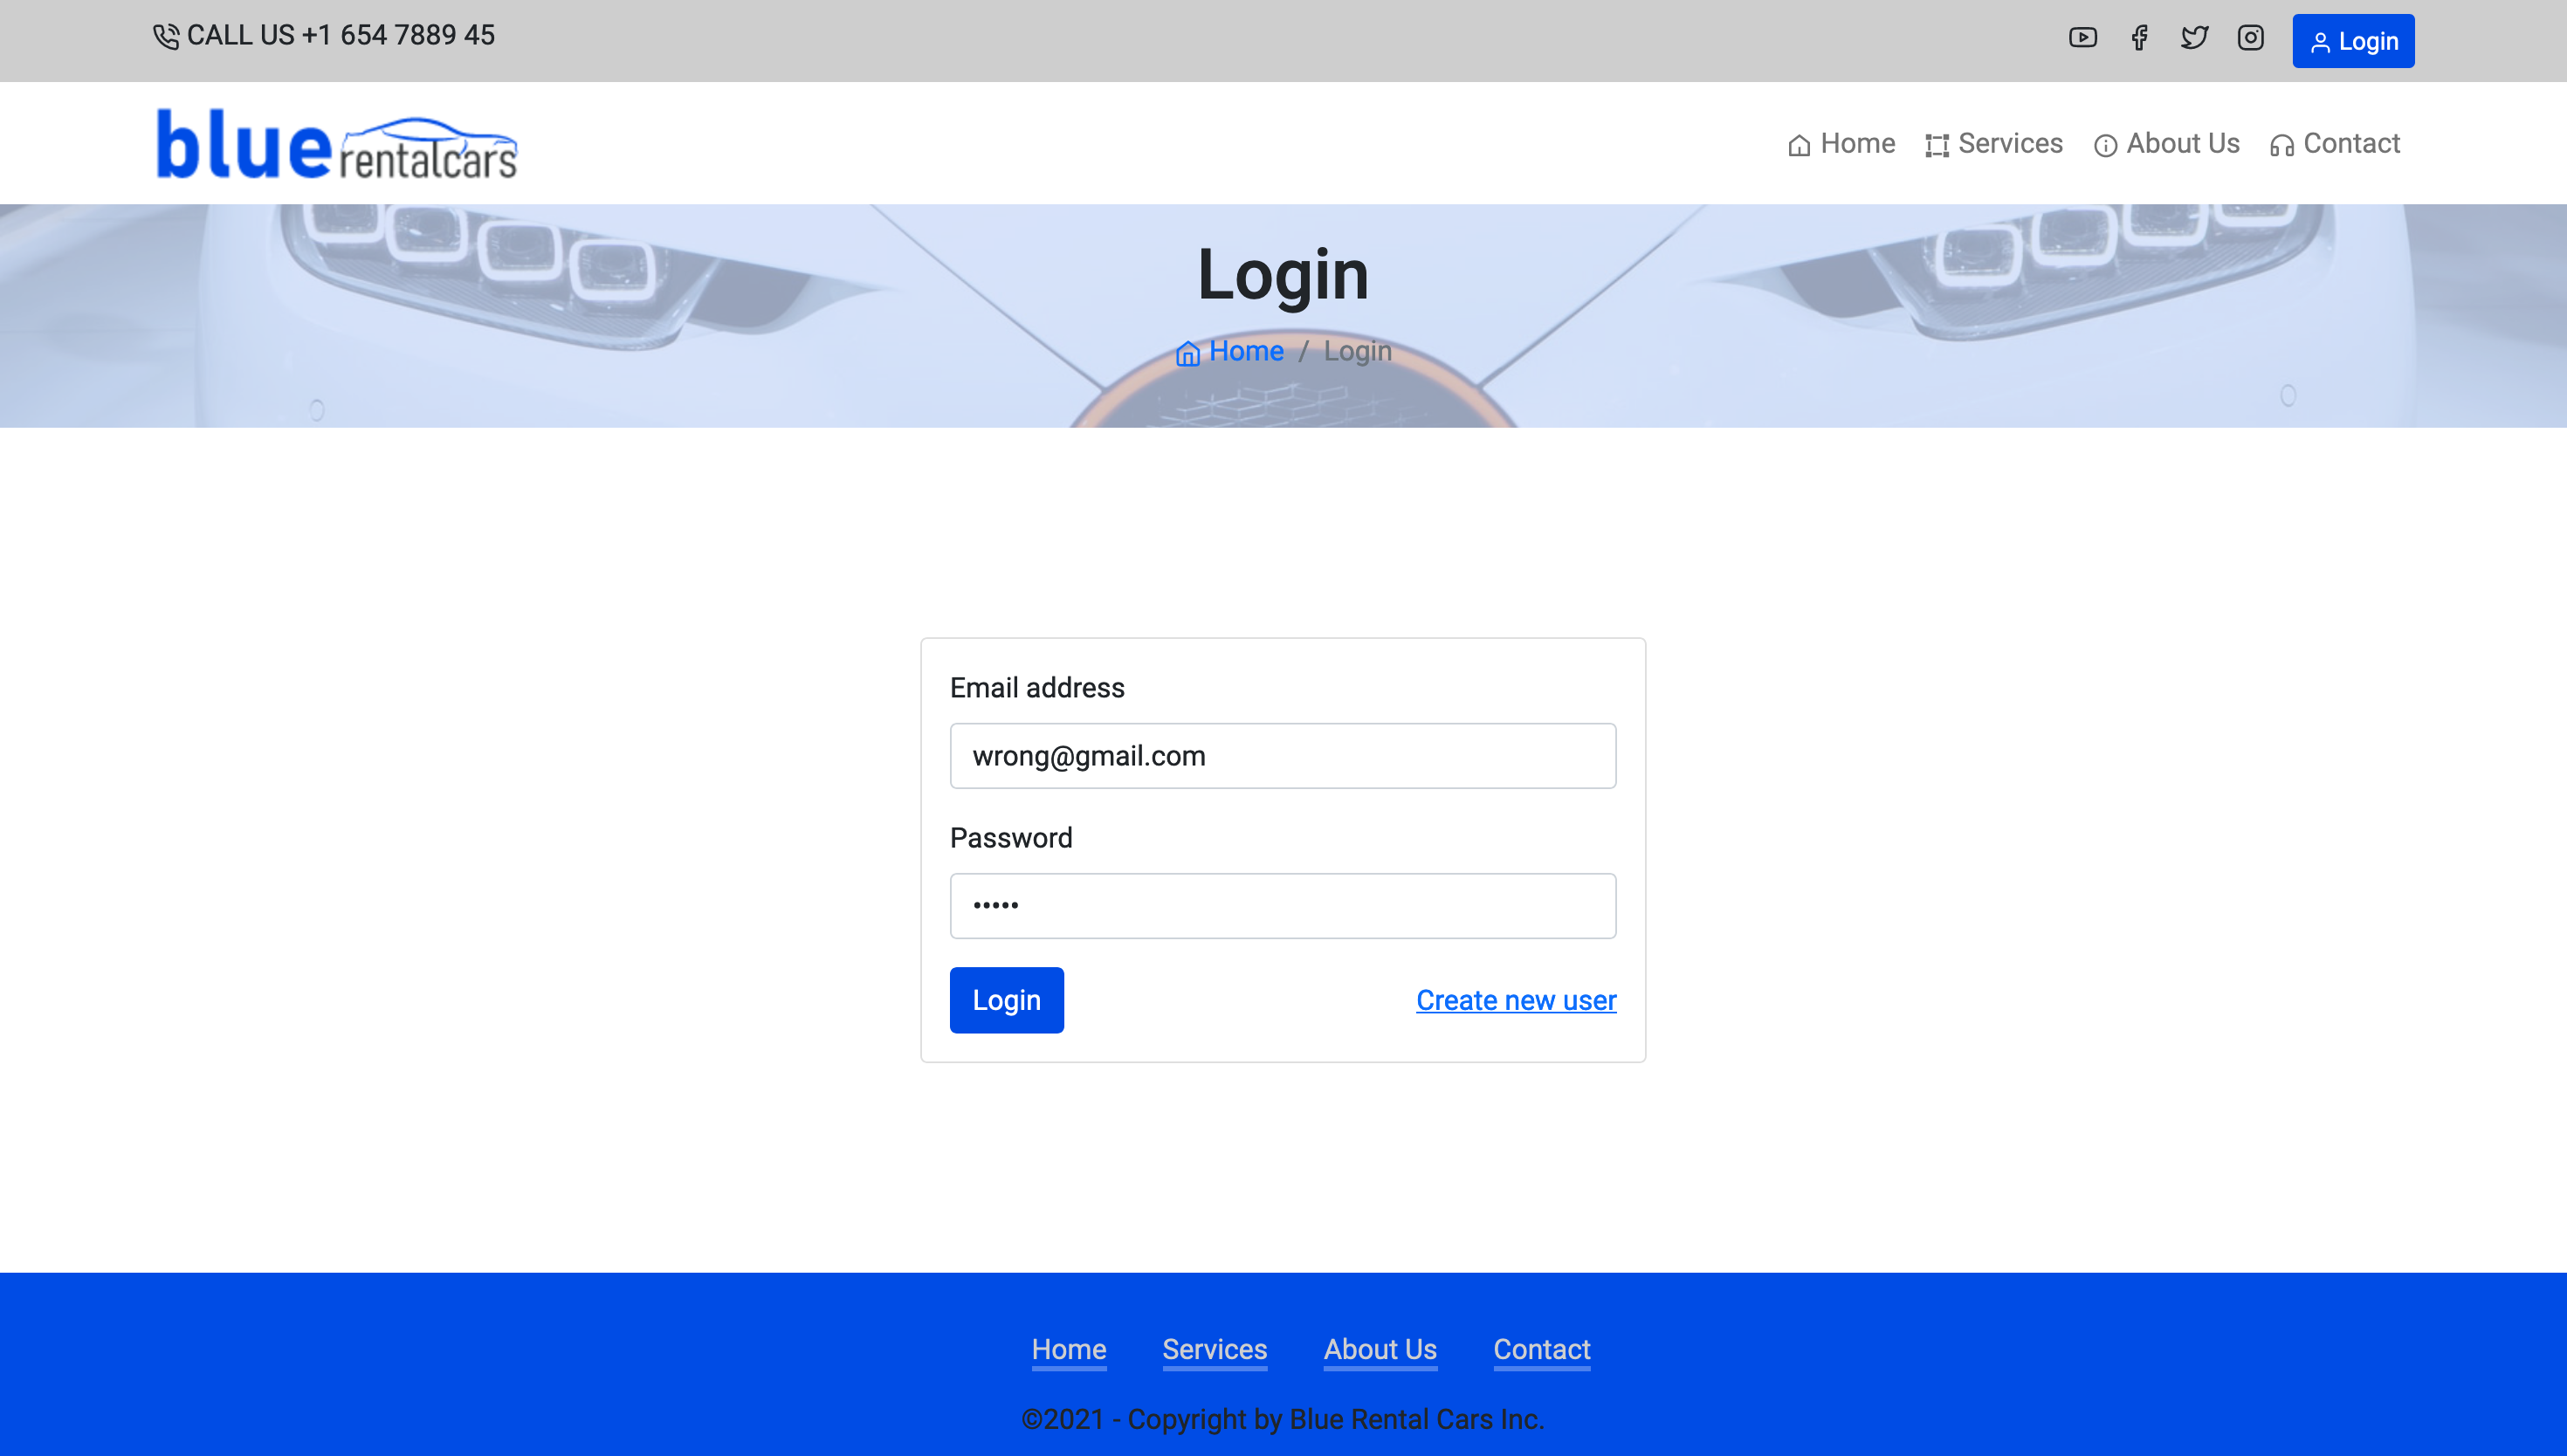 CALL US +1 654 7889 45
Login
blue rentalcars
Home Services About Us Contact
Login
Home / Login
Email address
wrong@gmail.com
Password
•••••
Login Create new user
Home Services About Us Contact
©2021 - Copyright by Blue Rental Cars Inc.